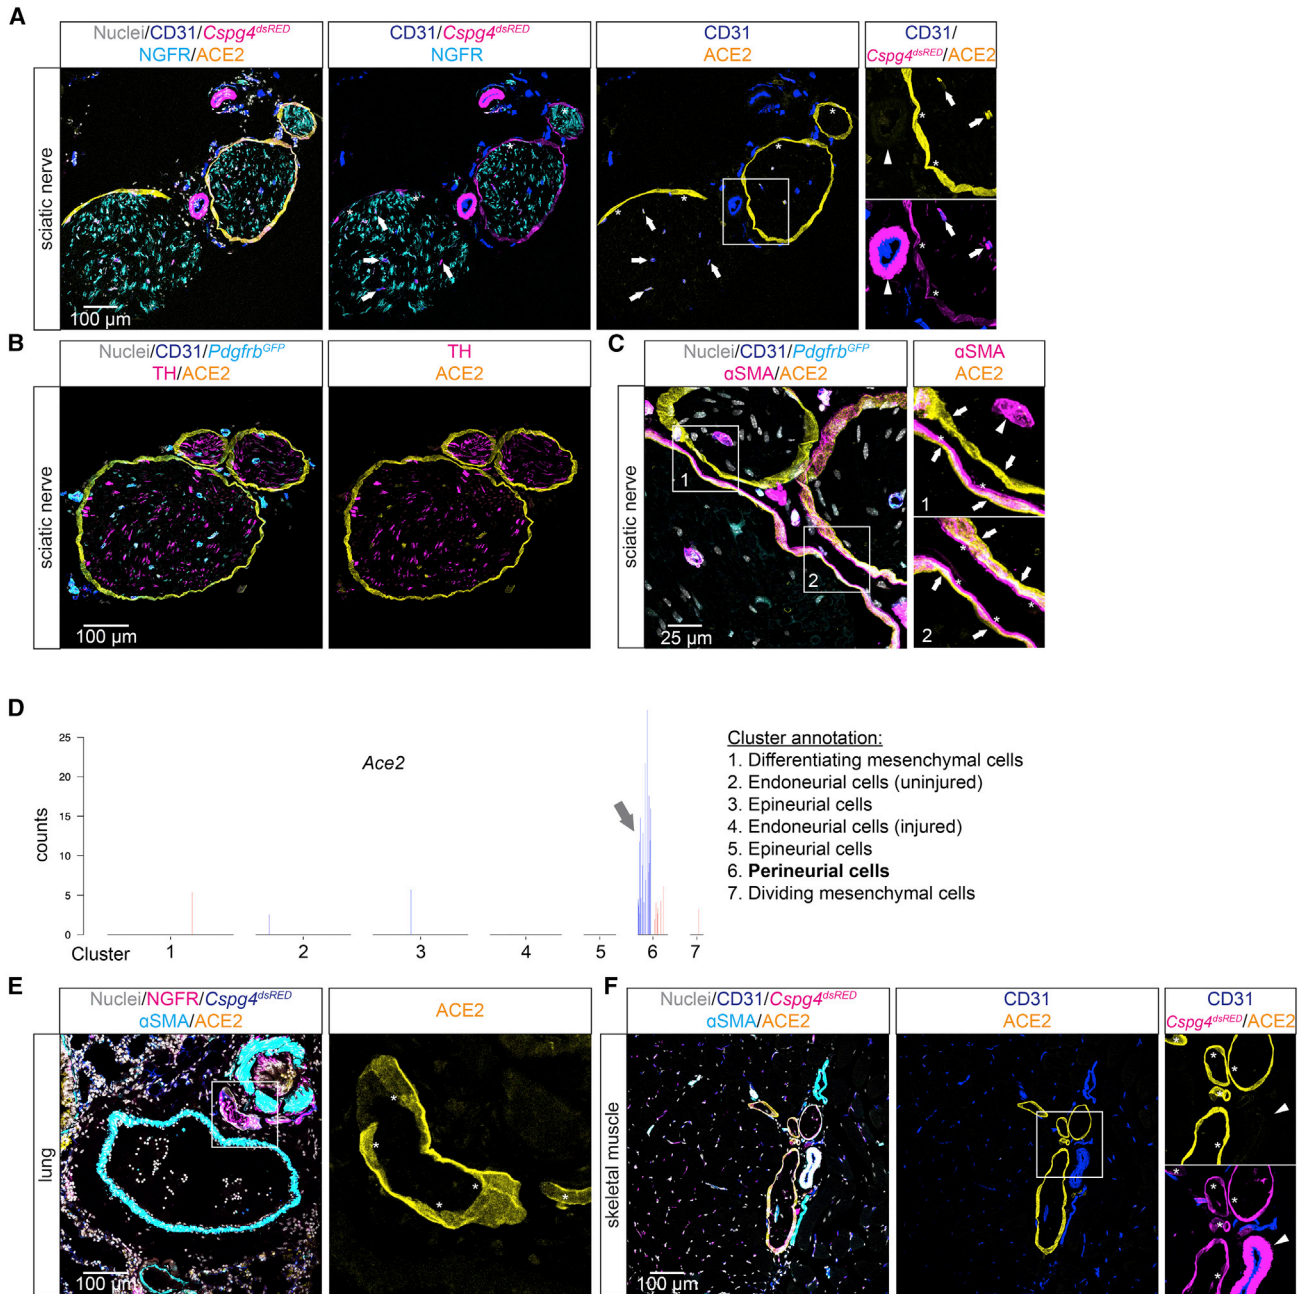 A
Nuclei/CD31/Cspg4dsRED
NGFR/ACE2
CD31/Cspg4dsRED
NGFR
CD31
ACE2
CD31/
Cspg4dsRED/ACE2
sciatic nerve
100 µm
B
Nuclei/CD31/PdgfrbGFP
TH/ACE2
TH
ACE2
sciatic nerve
100 µm
C
Nuclei/CD31/PdgfrbGFP
αSMA/ACE2
αSMA
ACE2
sciatic nerve
1
2
25 µm
1
2
D
Ace2
counts
25
20
15
10
5
0
Cluster 1 2 3 4 5 6 7
Cluster annotation:
1. Differentiating mesenchymal cells
2. Endoneurial cells (uninjured)
3. Epineurial cells
4. Endoneurial cells (injured)
5. Epineurial cells
6. Perineurial cells
7. Dividing mesenchymal cells
E
Nuclei/NGFR/Cspg4dsRED
αSMA/ACE2
ACE2
lung
100 µm
F
Nuclei/CD31/Cspg4dsRED
αSMA/ACE2
CD31
ACE2
CD31
Cspg4dsRED/ACE2
skeletal muscle
100 µm